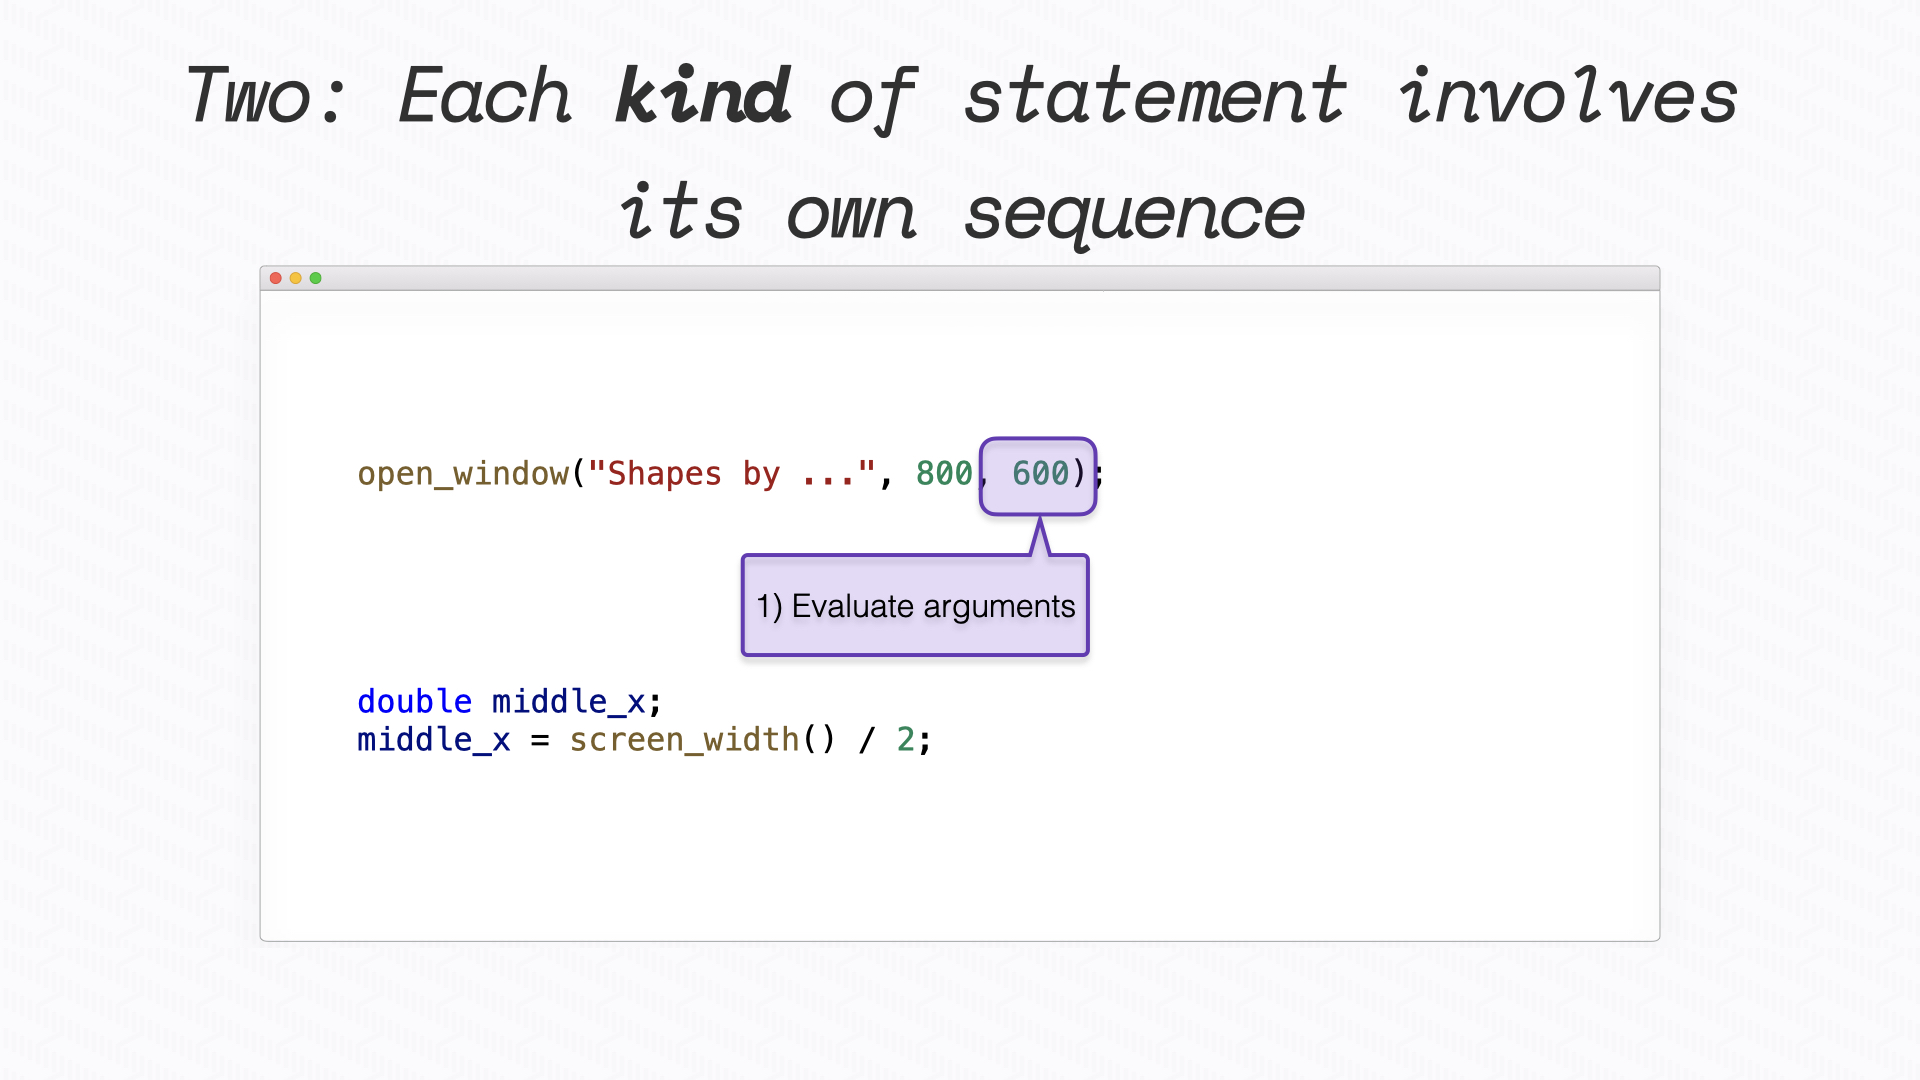 Two: Each kind of statement involves
its own sequence
open_window("Shapes by ...", 800, 600);
1) Evaluate arguments
double middle_x;
middle_x = screen_width() / 2;